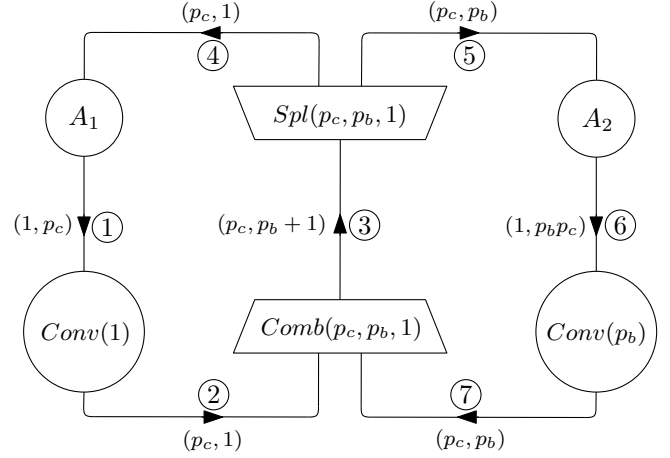 (p_c, 1)
(p_c, p_b)
4
5
A_1
Spl(p_c, p_b, 1)
A_2
(1, p_c)
1
(p_c, p_b + 1)
3
(1, p_b p_c)
6
Conv(1)
Comb(p_c, p_b, 1)
Conv(p_b)
2
7
(p_c, 1)
(p_c, p_b)